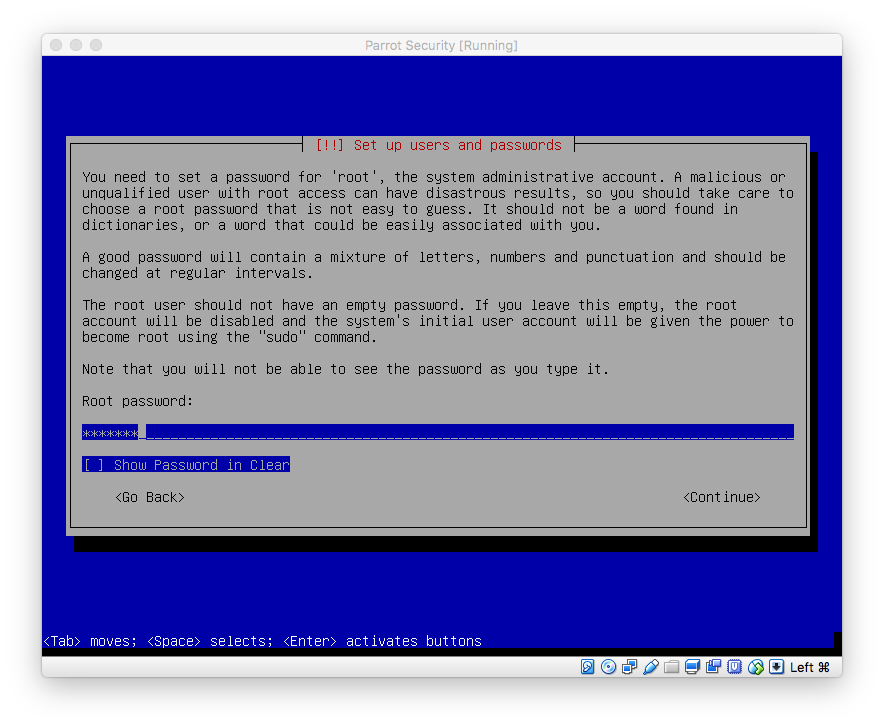 Parrot Security [Running]
[!!] Set up users and passwords
You need to set a password for 'root', the system administrative account. A malicious or
unqualified user with root access can have disastrous results, so you should take care to
choose a root password that is not easy to guess. It should not be a word found in
dictionaries, or a word that could be easily associated with you.
A good password will contain a mixture of letters, numbers and punctuation and should be
changed at regular intervals.
The root user should not have an empty password. If you leave this empty, the root
account will be disabled and the system's initial user account will be given the power to
become root using the "sudo" command.
Note that you will not be able to see the password as you type it.
Root password:
*******
[ ] Show Password in Clear
<Go Back> <Continue>
<Tab> moves; <Space> selects; <Enter> activates buttons
Left ⌘